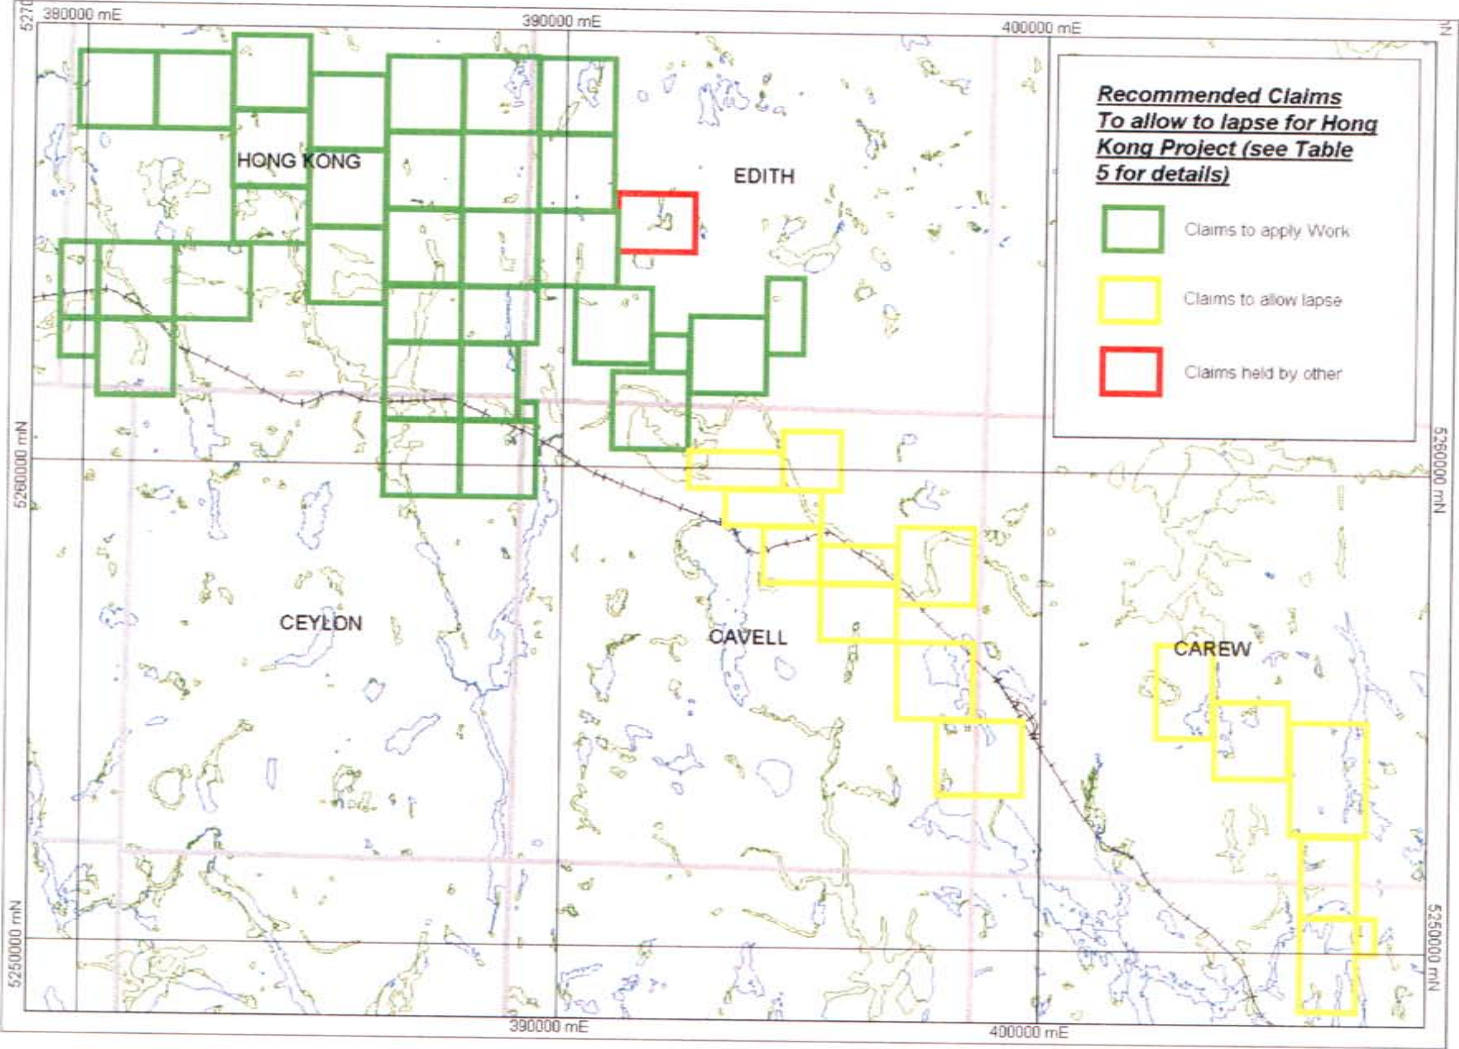 5270
380000 mE
390000 mE
400000 mE
N
Recommended Claims
To allow to lapse for Hong
Kong Project (see Table
5 for details)
Claims to apply Work
Claims to allow lapse
Claims held by other
HONG KONG
EDITH
5260000 mN
5260000 mN
CEYLON
CAVELL
CAREW
5250000 mN
5250000 mN
390000 mE
400000 mE